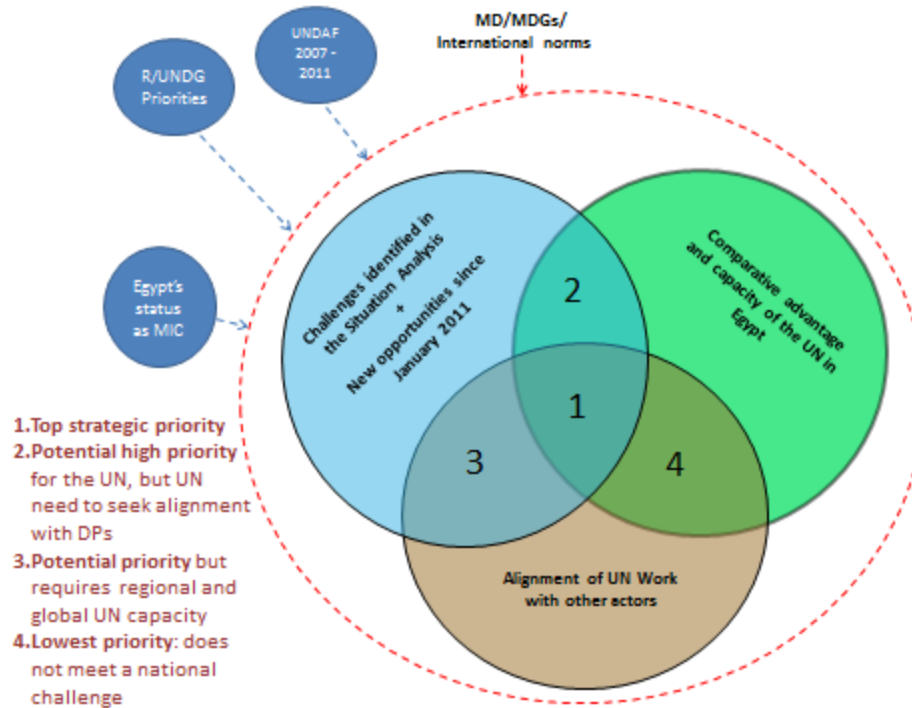 UNDAF
2007 -
2011
MD/MDGs/
International norms
R/UNDG
Priorities
Egypt's
status
as MIC
Challenges identified in
the Situation Analysis
+
New opportunities since
January 2011
Comparative advantage
and capacity of the UN in
Egypt
2
1
3
4
Alignment of UN Work
with other actors
1.Top strategic priority
2.Potential high priority
for the UN, but UN
need to seek alignment
with DPs
3.Potential priority but
requires regional and
global UN capacity
4.Lowest priority: does
not meet a national
challenge